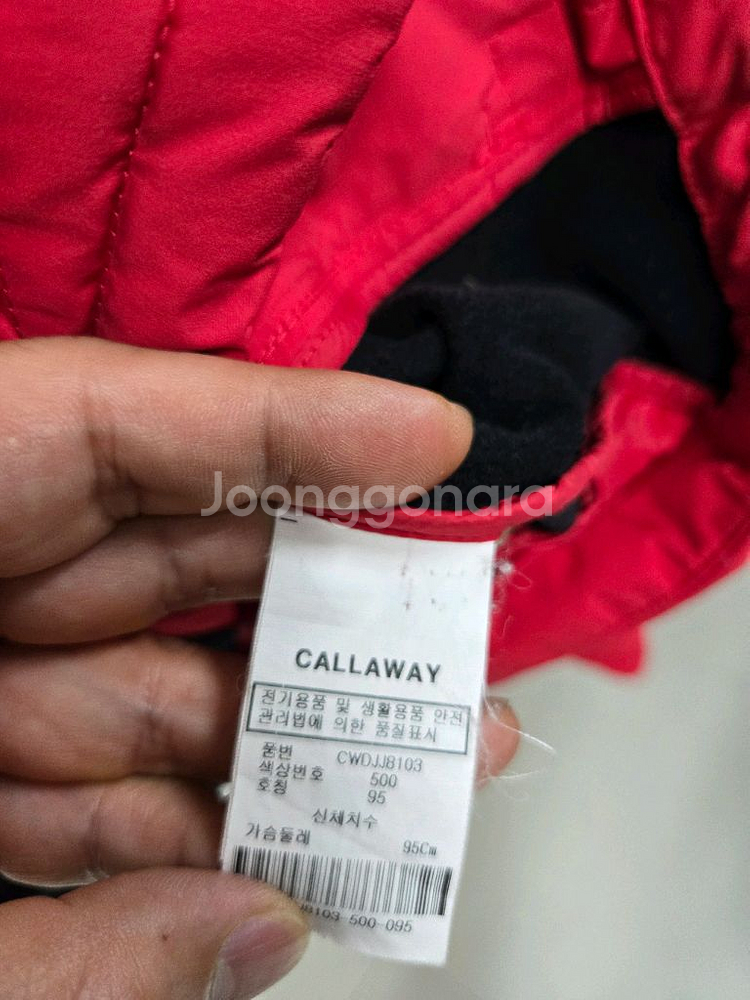 Joonggonara
CALLAWAY
전기용품 및 생활용품 안전
관리법에 의한 품질표시
품번 CWDJJ8103
색상번호 500
호칭 95
신체치수
가슴둘레 95Cm
J8103-500-095